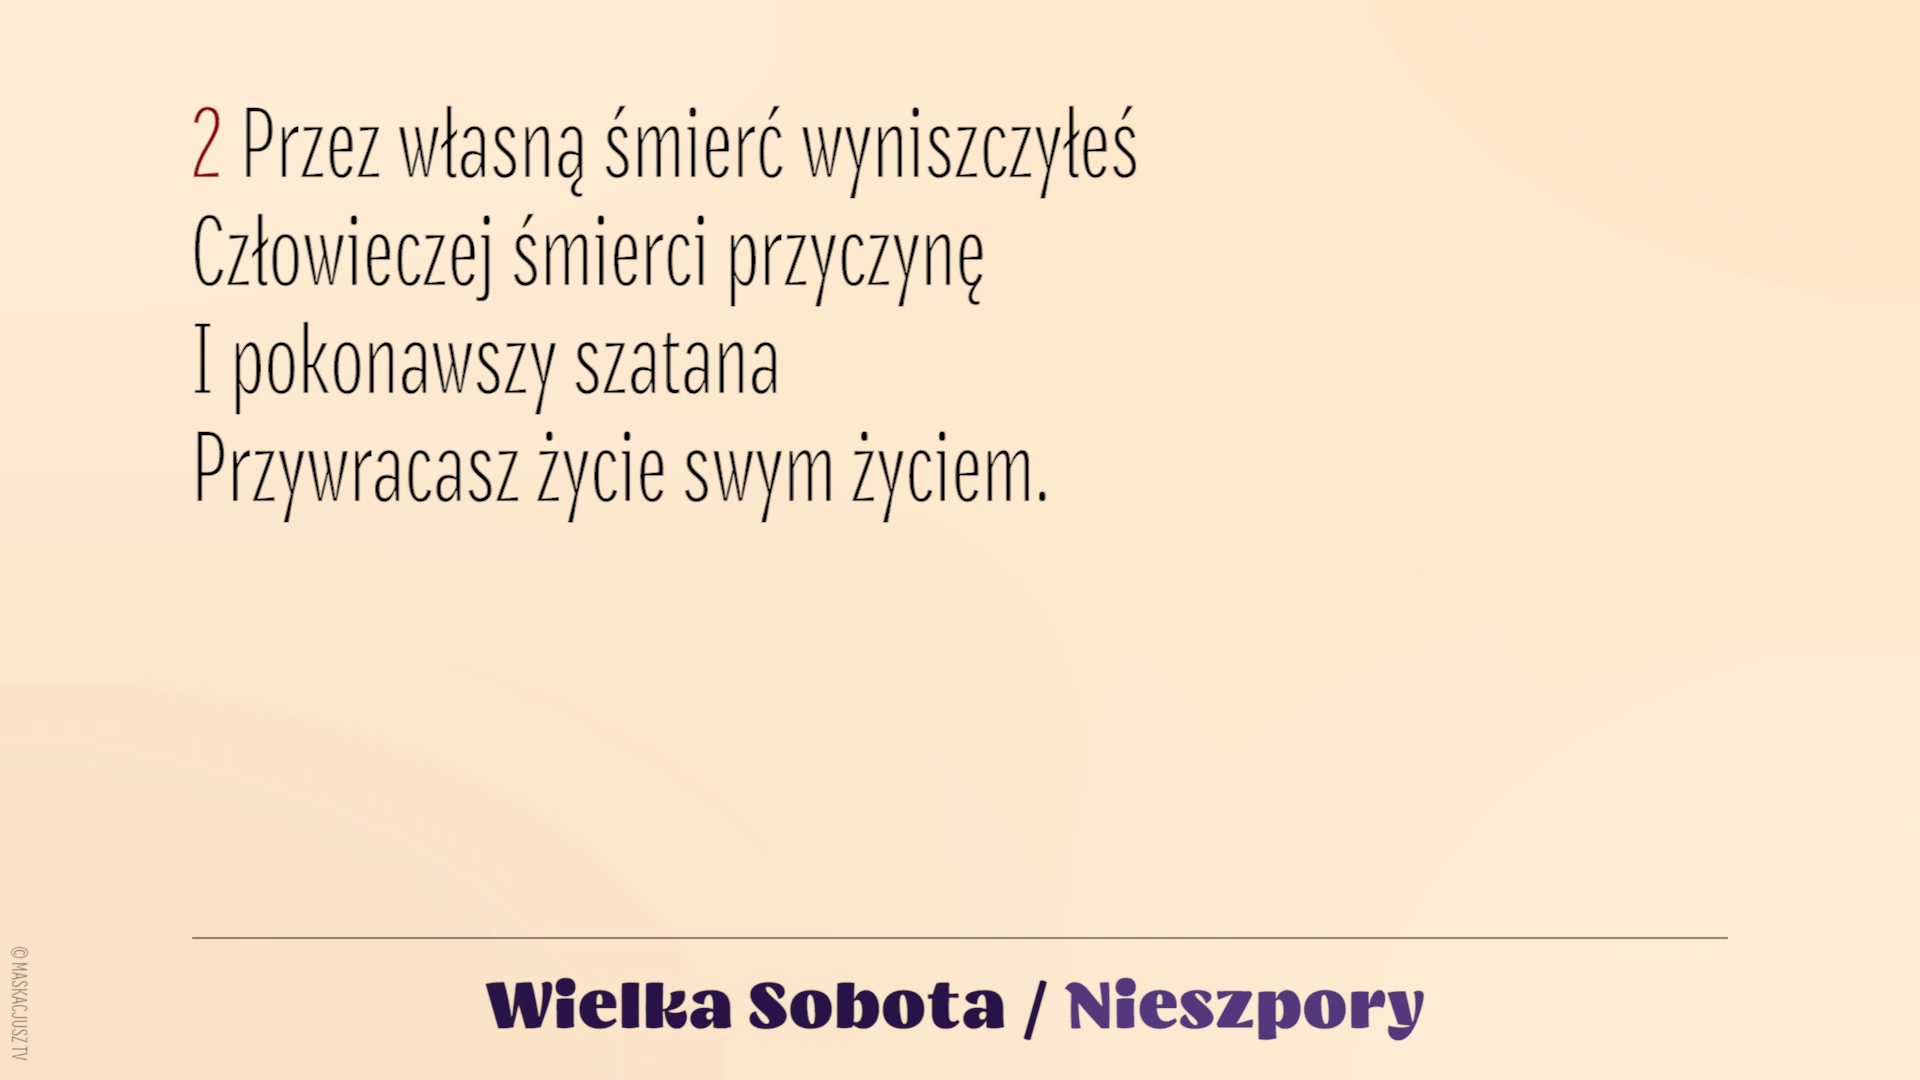 2 Przez własną śmierć wyniszczyłeś
Człowieczej śmierci przyczynę
I pokonawszy szatana
Przywracasz życie swym życiem.
Wielka Sobota / Nieszpory
© MASKACJUSZ TV